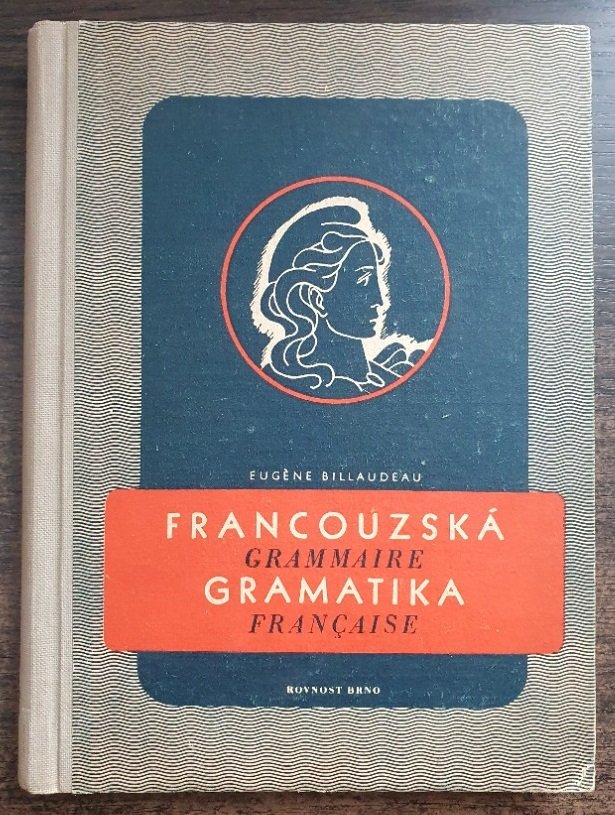 EUGÈNE BILLAUDEAU
FRANCOUZSKÁ
GRAMMAIRE
GRAMATIKA
FRANÇAISE
ROVNOST BRNO